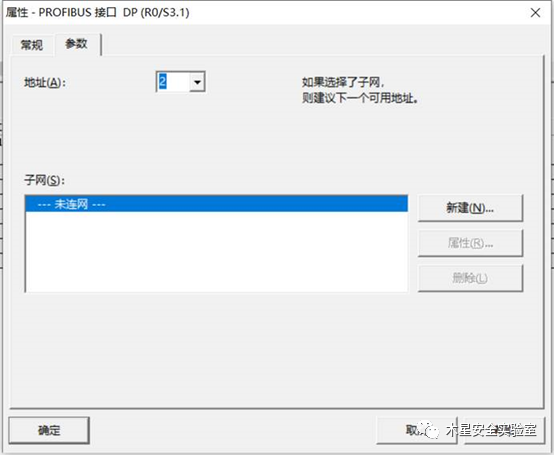 属性 - PROFIBUS 接口 DP (R0/S3.1)
常规 参数
地址(A):
2
如果选择了子网,
则建议下一个可用地址。
子网(S):
--- 未连网 ---
新建(N)...
属性(R)...
删除(L)
确定
取
木星安全实验室